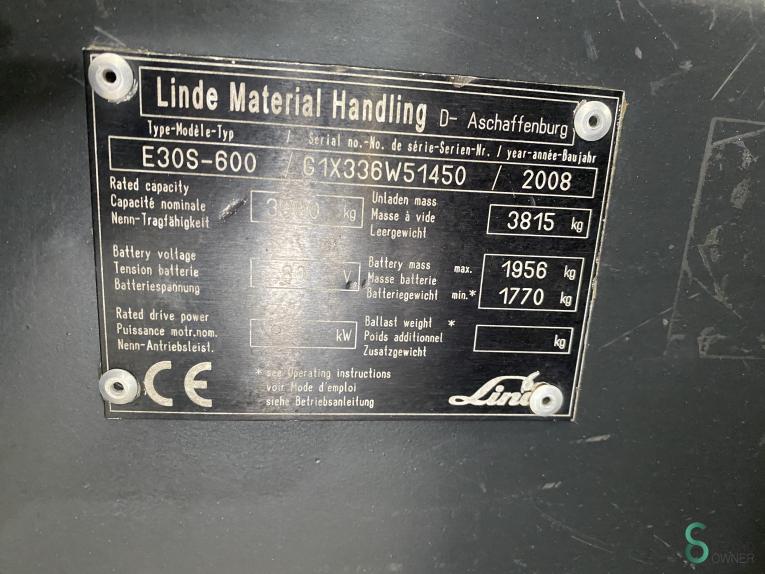 Linde Material Handling D- Aschaffenburg
Type-Modèle-Typ / Serial no.-No. de série-Serien-Nr. / year-année-Baujahr
E30S-600 / G1X336W51450 / 2008
Rated capacity
Capacité nominale
Nenn-Tragfähigkeit
kg
Unladen mass
Masse à vide
Leergewicht
3815 kg
Battery voltage
Tension batterie
Batteriespannung
V
Battery mass max. 1956 kg
Masse batterie
Batteriegewicht min.* 1770 kg
Rated drive power
Puissance motr.nom.
Nenn-Antriebsleist.
kW
Ballast weight *
Poids additionnel
Zusatzgewicht
kg
CE
* see Operating instructions
voir Mode d'emploi
siehe Betriebsanleitung
Linde
S OWNER